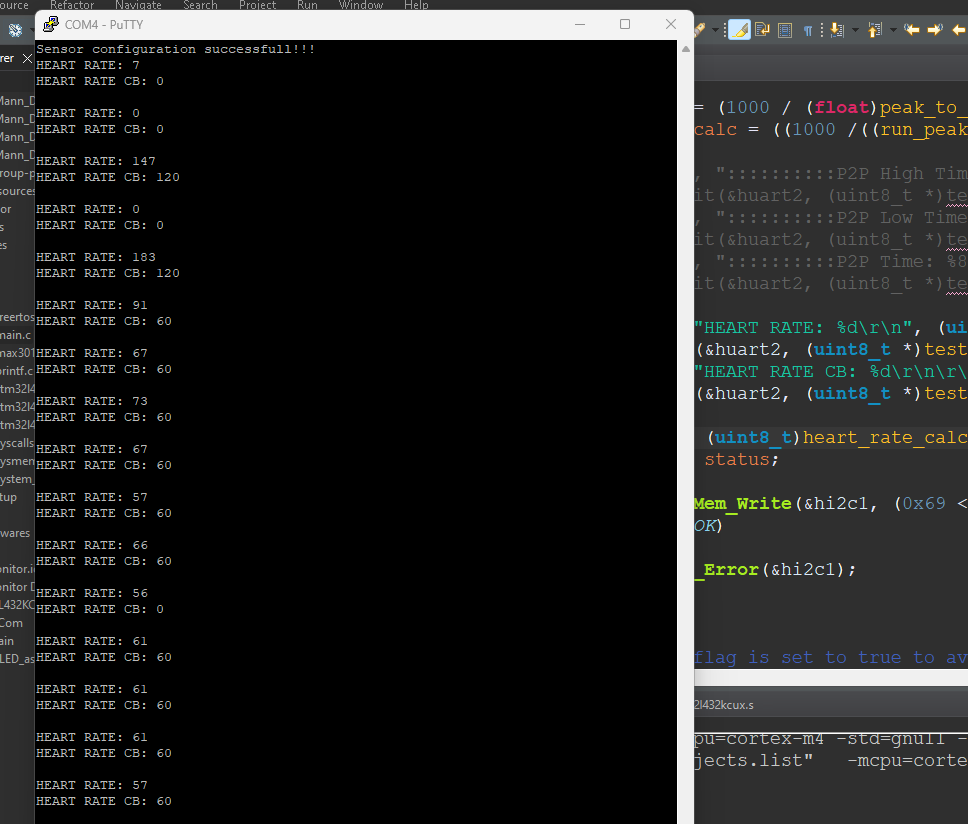 ource Refactor Navigate Search Project Run Window Help
COM4 - PuTTY
rer
Sensor configuration successfull!!!
HEART RATE: 7
HEART RATE CB: 0
HEART RATE: 0
HEART RATE CB: 0
HEART RATE: 147
HEART RATE CB: 120
HEART RATE: 0
HEART RATE CB: 0
HEART RATE: 183
HEART RATE CB: 120
HEART RATE: 91
HEART RATE CB: 60
HEART RATE: 67
HEART RATE CB: 60
HEART RATE: 73
HEART RATE CB: 60
HEART RATE: 67
HEART RATE CB: 60
HEART RATE: 57
HEART RATE CB: 60
HEART RATE: 66
HEART RATE CB: 60
HEART RATE: 56
HEART RATE CB: 0
HEART RATE: 61
HEART RATE CB: 60
HEART RATE: 61
HEART RATE CB: 60
HEART RATE: 61
HEART RATE CB: 60
HEART RATE: 57
HEART RATE CB: 60
Mann_D
Mann_D
Mann_D
Mann_D
roup-p
sources
or
s
es
reertos
main.c
max301
printf.c
tm32l4
tm32l4
tm32l4
yscalls
ysmen
ystem_
tup
wares
onitor.io
onitor D
L432KC
Com
ain
LED_as
= (1000 / (float)peak_to_
calc = ((1000 /((run_peak
, "::::::::::P2P High Tim
it(&huart2, (uint8_t *)te
, "::::::::::P2P Low Time
it(&huart2, (uint8_t *)te
, "::::::::::P2P Time: %8
it(&huart2, (uint8_t *)te
"HEART RATE: %d\r\n", (ui
(&huart2, (uint8_t *)test
"HEART RATE CB: %d\r\n\r\
(&huart2, (uint8_t *)test
(uint8_t)heart_rate_calc
status;
Mem_Write(&hi2c1, (0x69 <
OK)
_Error(&hi2c1);
flag is set to true to av
2l432kcux.s
pu=cortex-m4 -std=gnu11 -
jects.list" -mcpu=corte